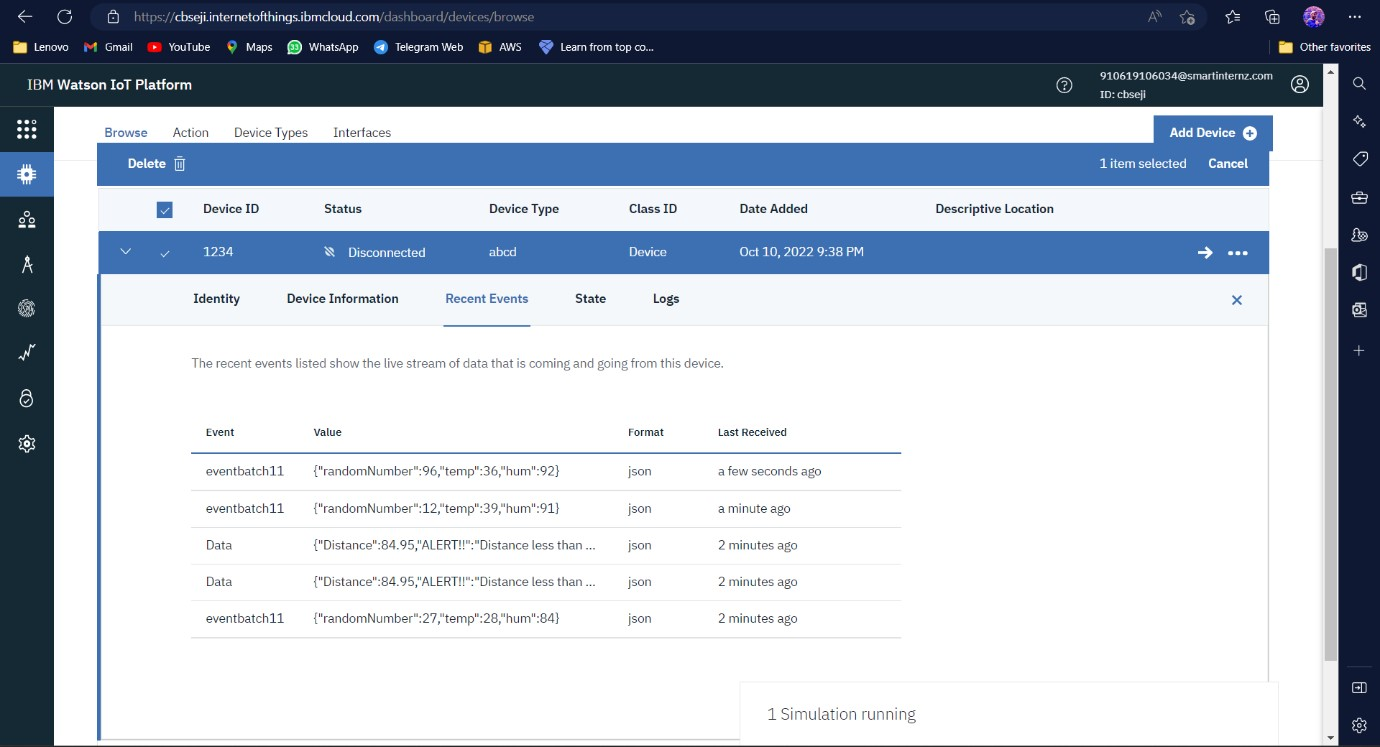 https://cbseji.internetofthings.ibmcloud.com/dashboard/devices/browse
Lenovo Gmail YouTube Maps WhatsApp Telegram Web AWS Learn from top co... Other favorites
IBM Watson IoT Platform
910619106034@smartinternz.com
ID: cbseji
Browse Action Device Types Interfaces Add Device
Delete 1 item selected Cancel
Device ID Status Device Type Class ID Date Added Descriptive Location
1234 Disconnected abcd Device Oct 10, 2022 9:38 PM
Identity Device Information Recent Events State Logs
The recent events listed show the live stream of data that is coming and going from this device.
Event Value Format Last Received
eventbatch11 {"randomNumber":96,"temp":36,"hum":92} json a few seconds ago
eventbatch11 {"randomNumber":12,"temp":39,"hum":91} json a minute ago
Data {"Distance":84.95,"ALERT!!":"Distance less than ... json 2 minutes ago
Data {"Distance":84.95,"ALERT!!":"Distance less than ... json 2 minutes ago
eventbatch11 {"randomNumber":27,"temp":28,"hum":84} json 2 minutes ago
1 Simulation running